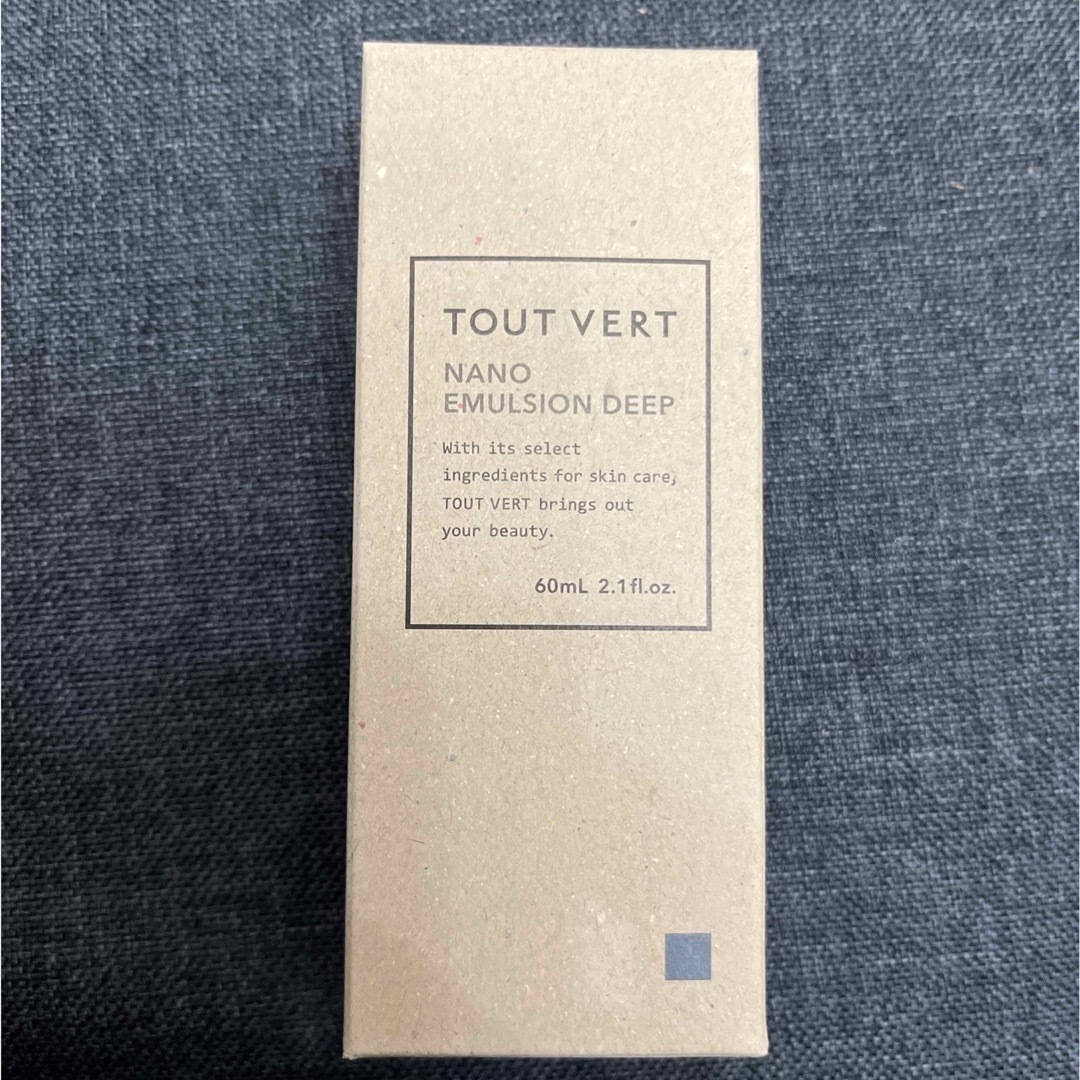 TOUT VERT
NANO
EMULSION DEEP
With its select
ingredients for skin care,
TOUT VERT brings out
your beauty.
60mL 2.1fl.oz.